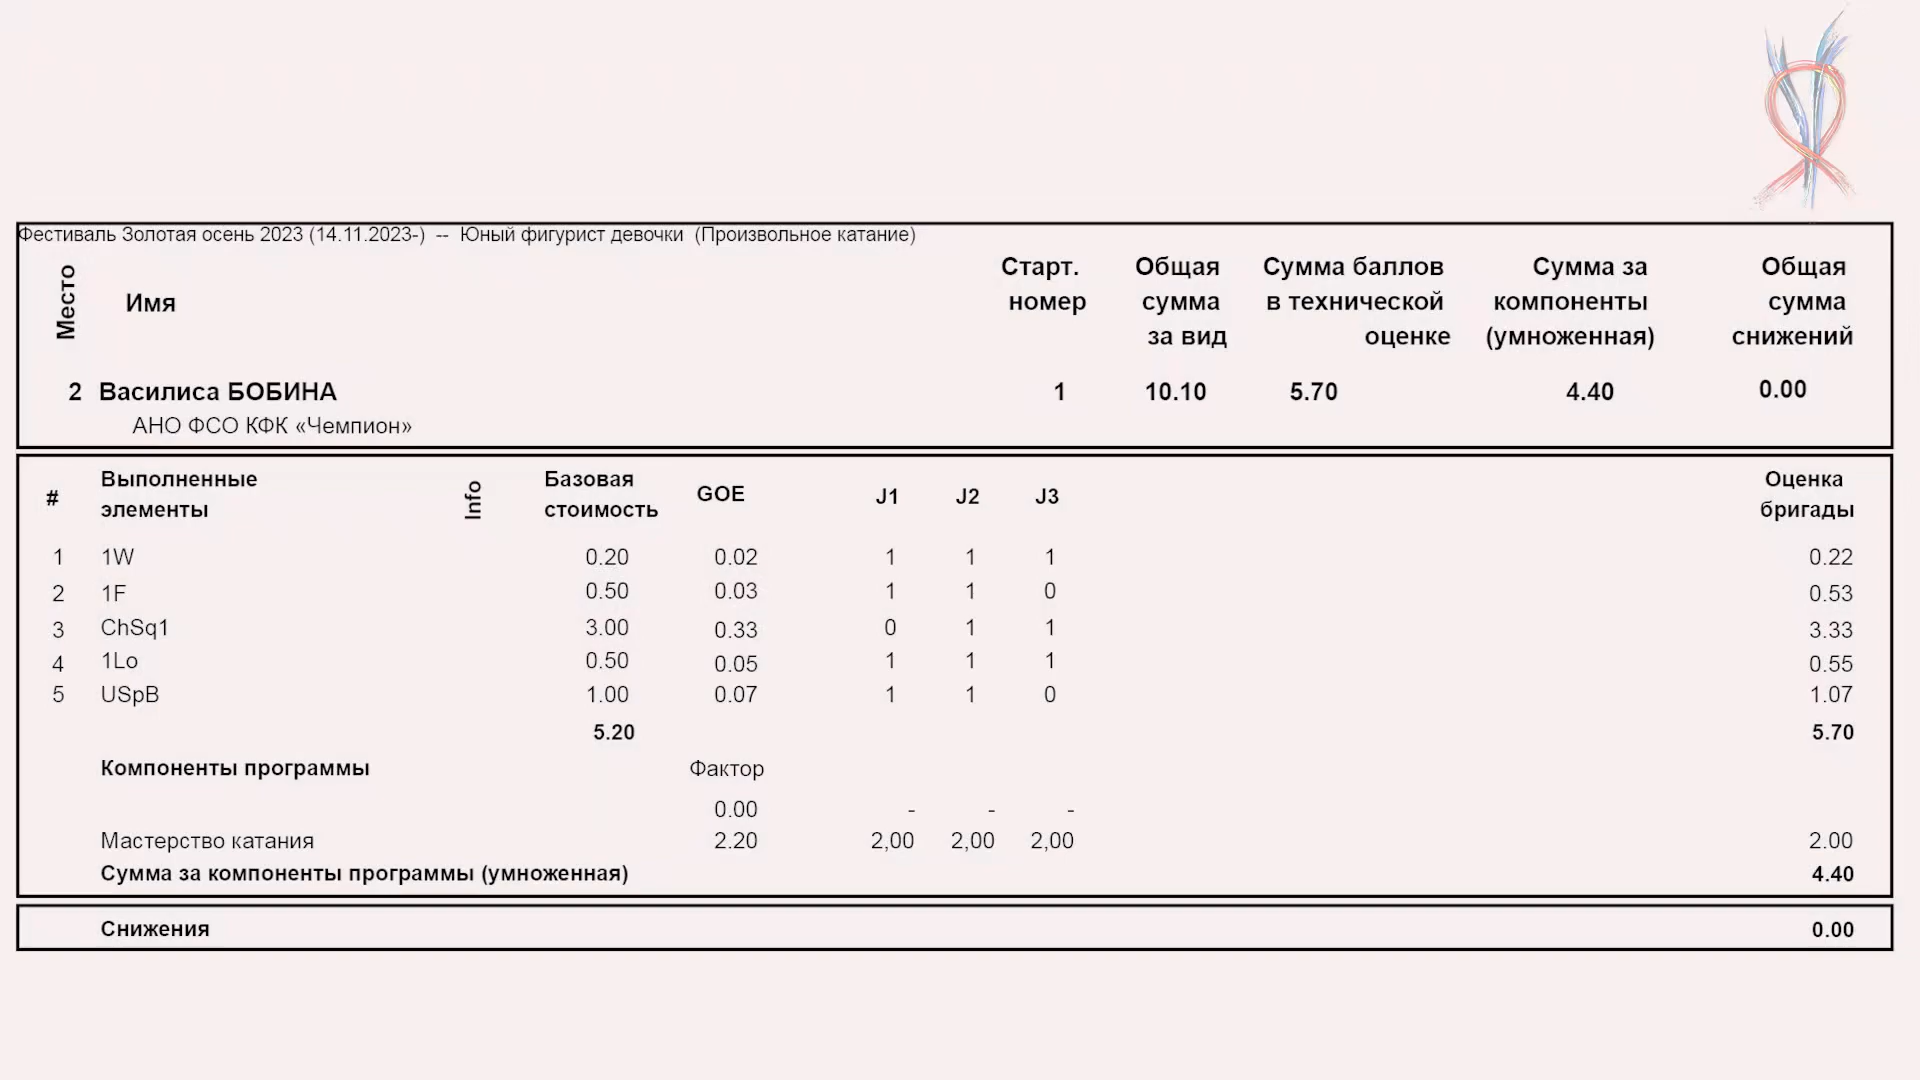 Фестиваль Золотая осень 2023 (14.11.2023-) -- Юный фигурист девочки (Произвольное катание)
Место Имя Старт. номер Общая сумма за вид Сумма баллов в технической оценке Сумма за компоненты (умноженная) Общая сумма снижений
2 Василиса БОБИНА 1 10.10 5.70 4.40 0.00
АНО ФСО КФК «Чемпион»
# Выполненные элементы Info Базовая стоимость GOE J1 J2 J3 Оценка бригады
1 1W 0.20 0.02 1 1 1 0.22
2 1F 0.50 0.03 1 1 0 0.53
3 ChSq1 3.00 0.33 0 1 1 3.33
4 1Lo 0.50 0.05 1 1 1 0.55
5 USpB 1.00 0.07 1 1 0 1.07
5.20 5.70
Компоненты программы Фактор
0.00 - - -
Мастерство катания 2.20 2,00 2,00 2,00 2.00
Сумма за компоненты программы (умноженная) 4.40
Снижения 0.00